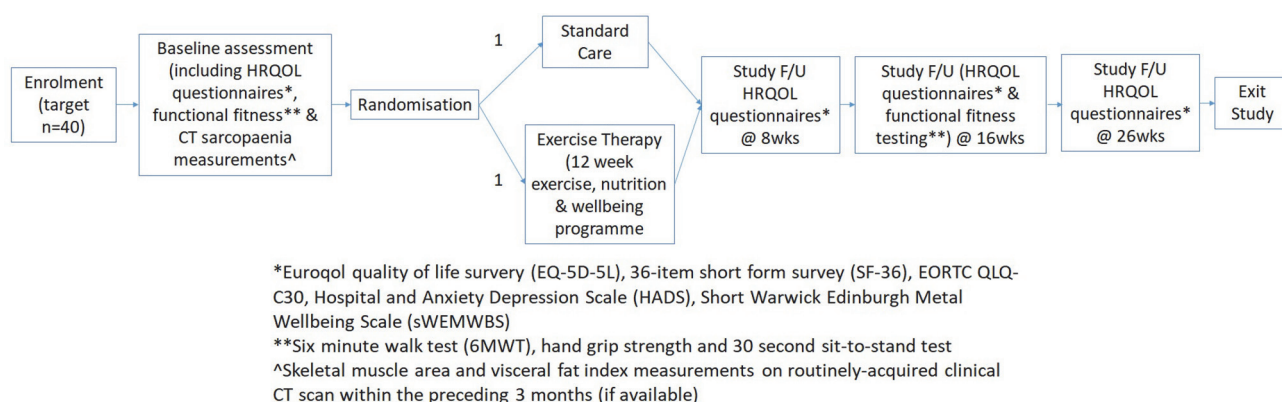 Enrolment
(target
n=40)
Baseline assessment
(including HRQOL
questionnaires*,
functional fitness** &
CT sarcopaenia
measurements^
Randomisation
1
Standard
Care
1
Exercise Therapy
(12 week
exercise, nutrition
& wellbeing
programme
Study F/U
HRQOL
questionnaires*
@ 8wks
Study F/U (HRQOL
questionnaires* &
functional fitness
testing**) @ 16wks
Study F/U
HRQOL
questionnaires*
@ 26wks
Exit
Study
*Euroqol quality of life survery (EQ-5D-5L), 36-item short form survey (SF-36), EORTC QLQ-
C30, Hospital and Anxiety Depression Scale (HADS), Short Warwick Edinburgh Metal
Wellbeing Scale (sWEMWBS)
**Six minute walk test (6MWT), hand grip strength and 30 second sit-to-stand test
^Skeletal muscle area and visceral fat index measurements on routinely-acquired clinical
CT scan within the preceding 3 months (if available)